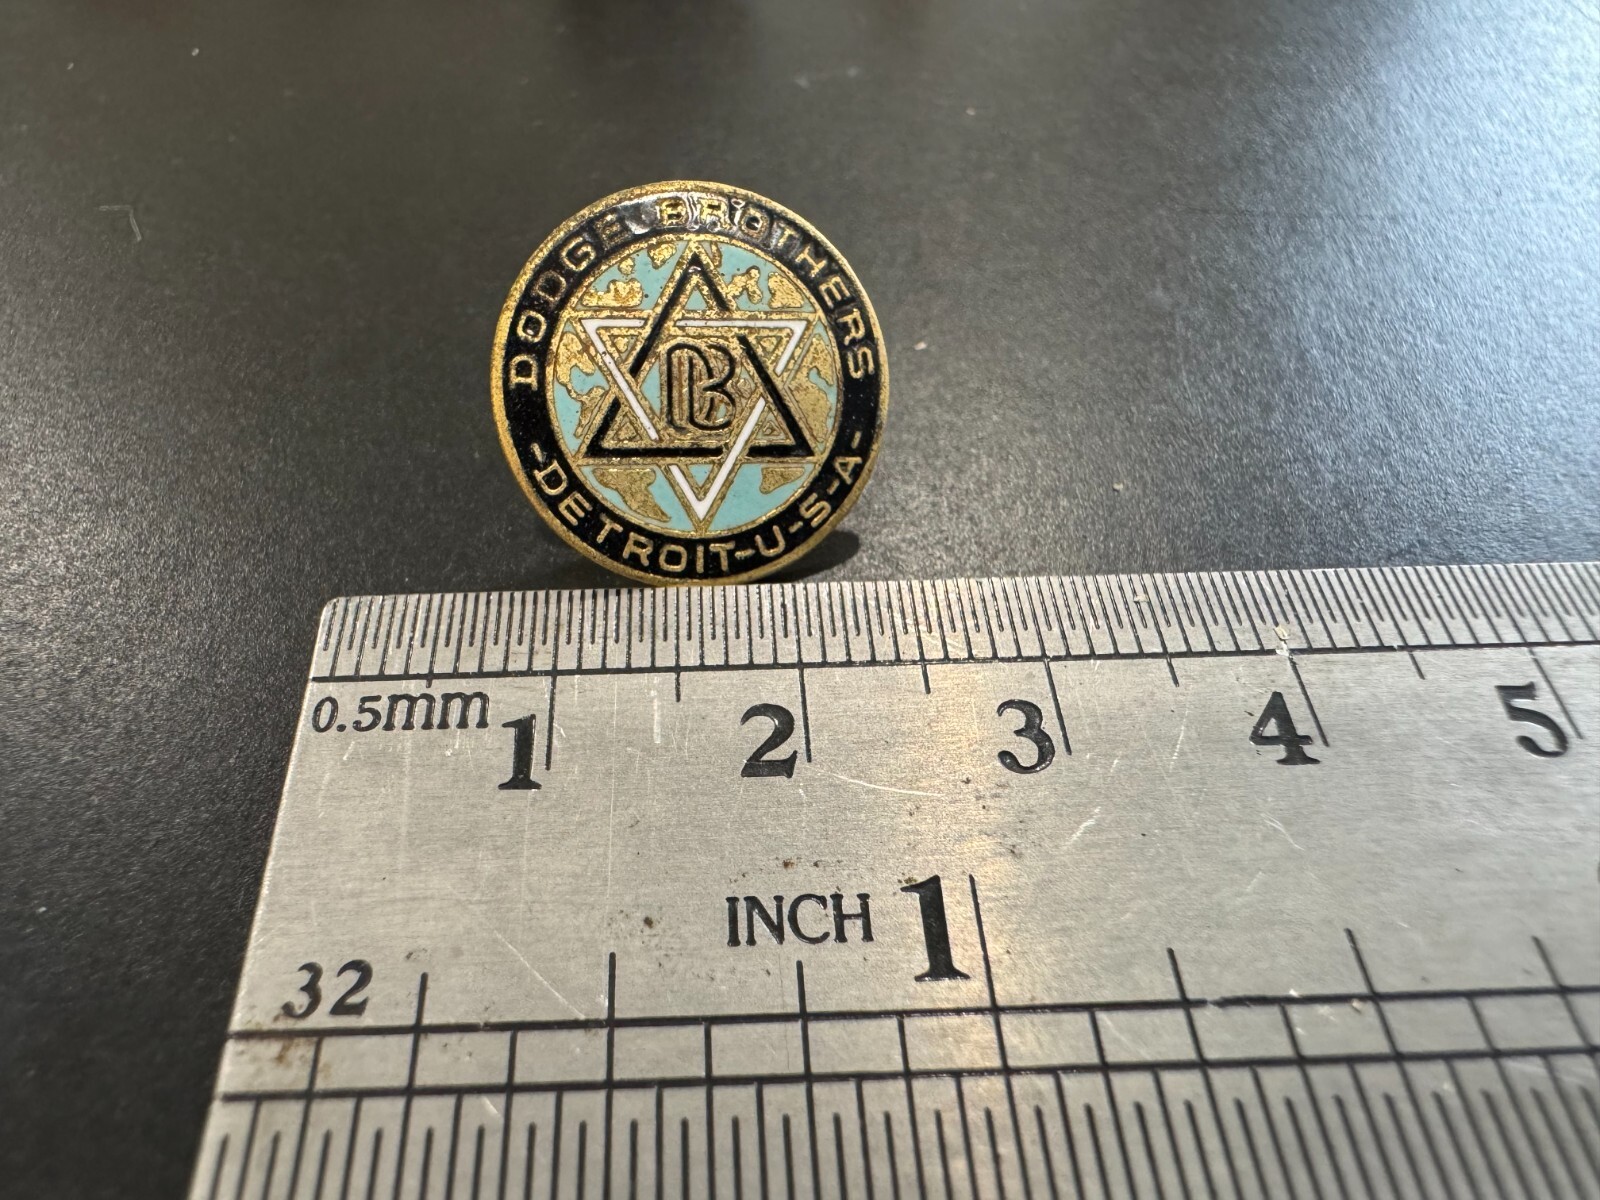 DODGE BROTHERS
DB
-DETROIT-U-S-A-
0.5mm 1 2 3 4 5
INCH 1
32